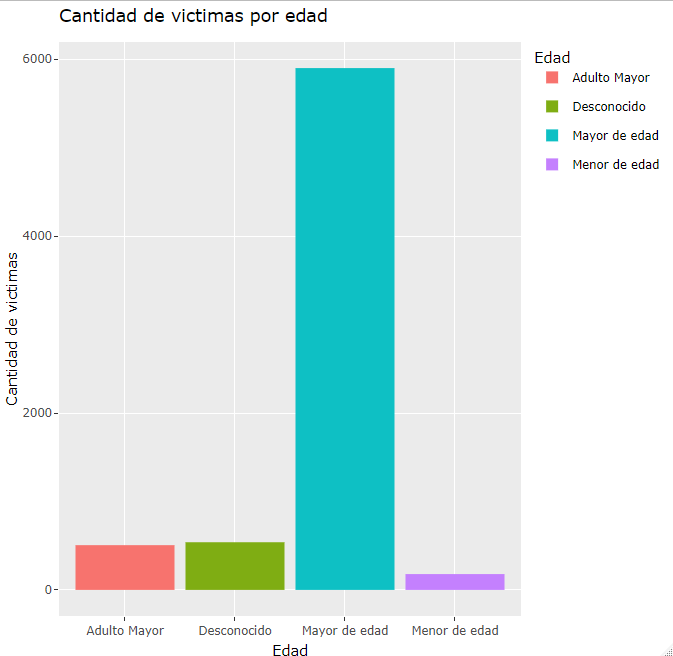 Cantidad de victimas por edad
6000
4000
2000
0
Cantidad de victimas
Adulto Mayor
Desconocido
Mayor de edad
Menor de edad
Edad
Edad
Adulto Mayor
Desconocido
Mayor de edad
Menor de edad